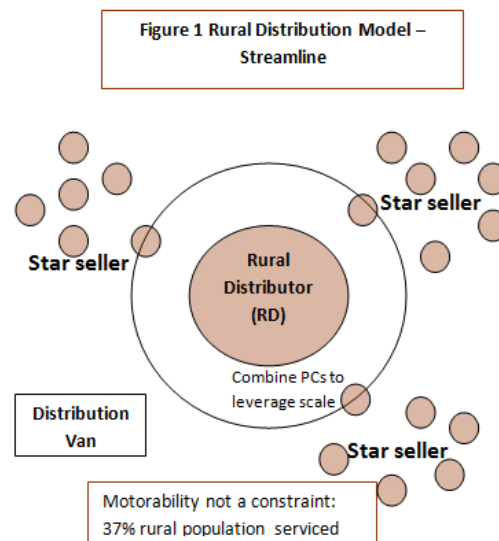 Figure 1 Rural Distribution Model –
Streamline
Star seller
Star seller
Rural
Distributor
(RD)
Combine PCs to
leverage scale
Distribution
Van
Star seller
Motorability not a constraint:
37% rural population serviced